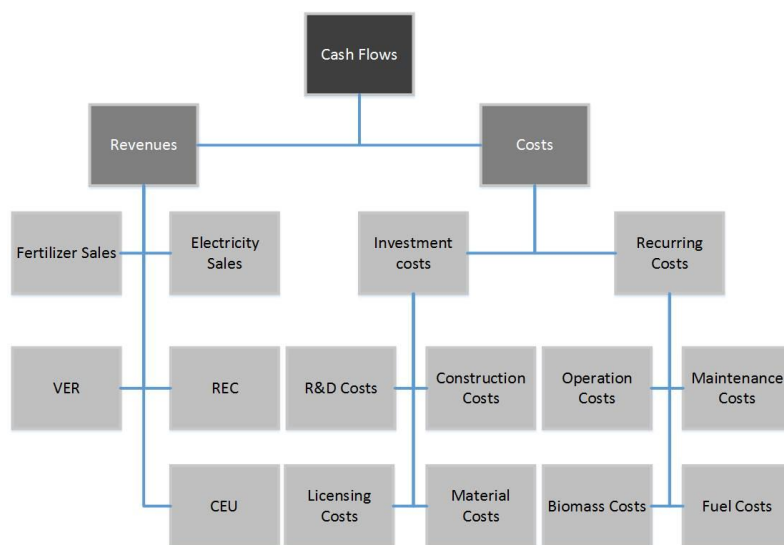 Cash Flows
Revenues
Costs
Fertilizer Sales
Electricity
Sales
Investment
costs
Recurring
Costs
VER
REC
R&D Costs
Construction
Costs
Operation
Costs
Maintenance
Costs
CEU
Licensing
Costs
Material
Costs
Biomass Costs
Fuel Costs